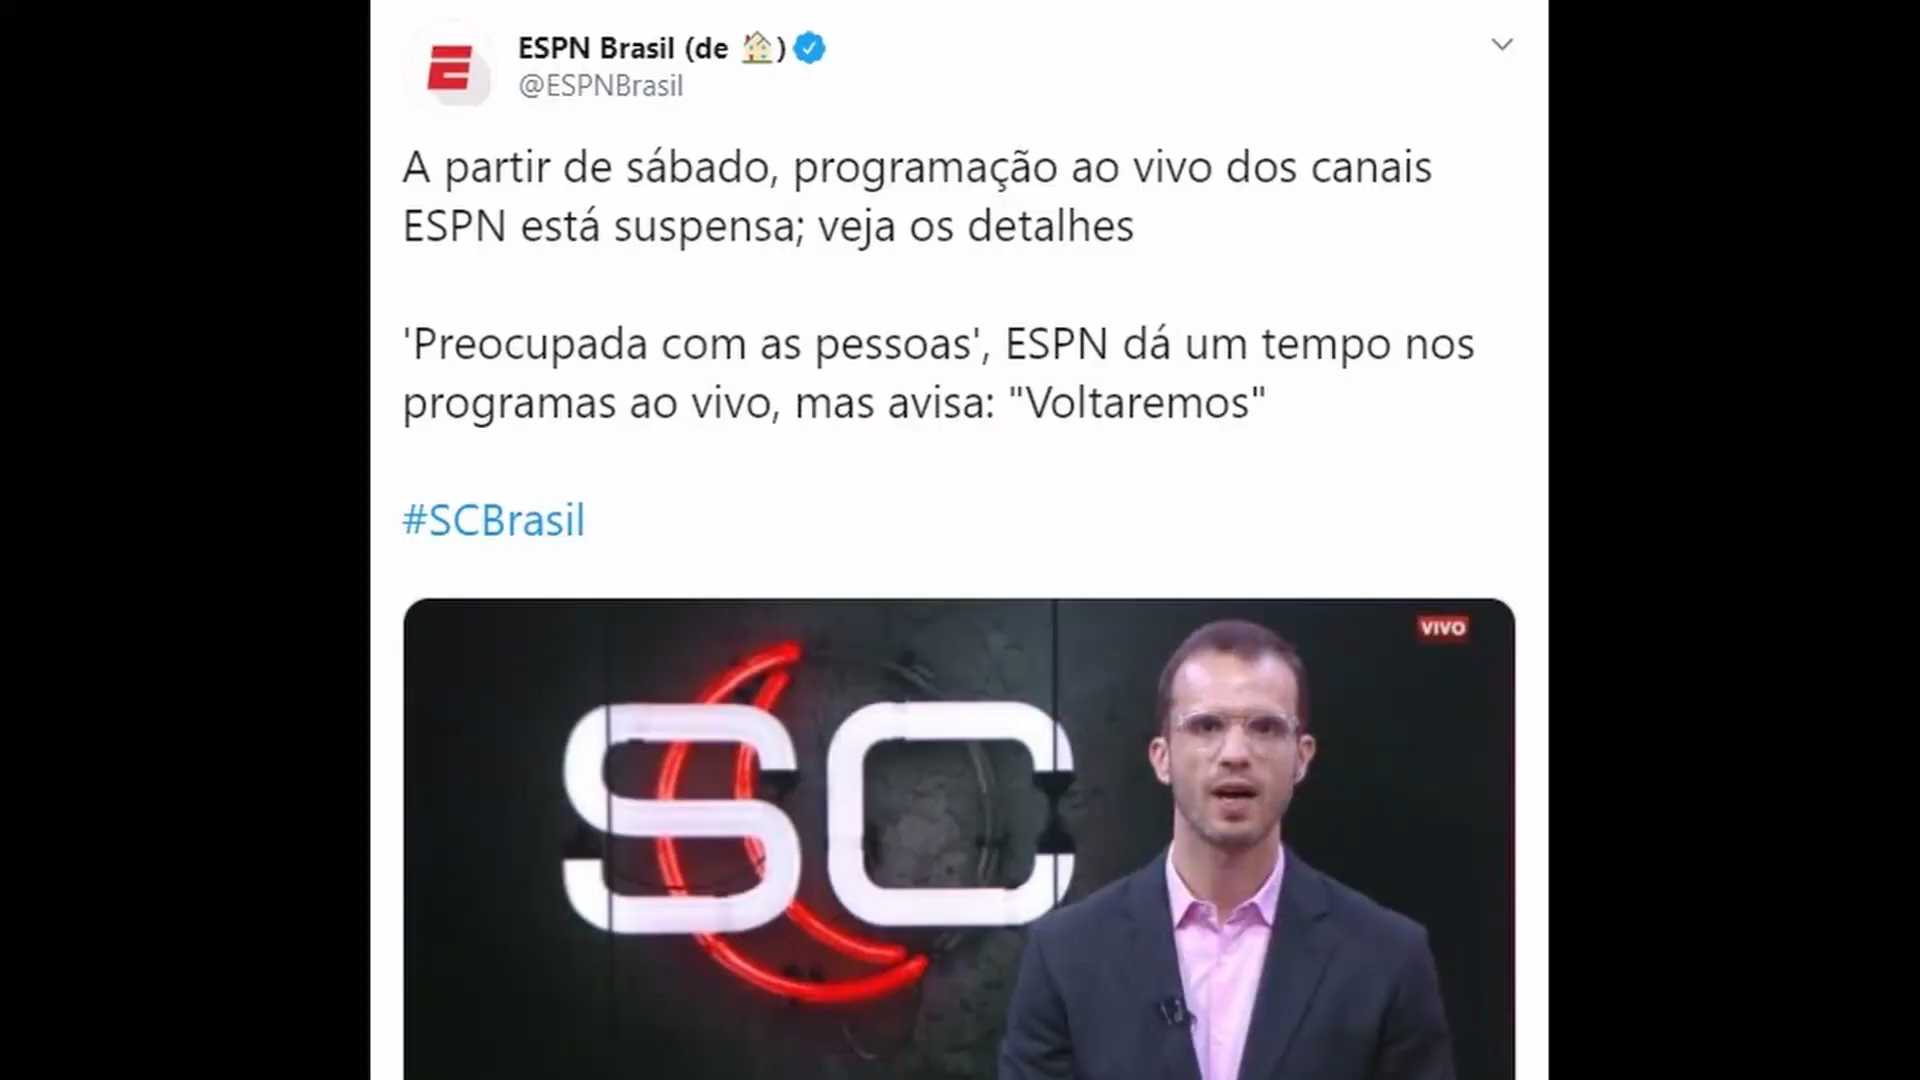 ESPN Brasil (de 🏠)
@ESPNBrasil
A partir de sábado, programação ao vivo dos canais
ESPN está suspensa; veja os detalhes
'Preocupada com as pessoas', ESPN dá um tempo nos
programas ao vivo, mas avisa: "Voltaremos"
#SCBrasil
VIVO
SC